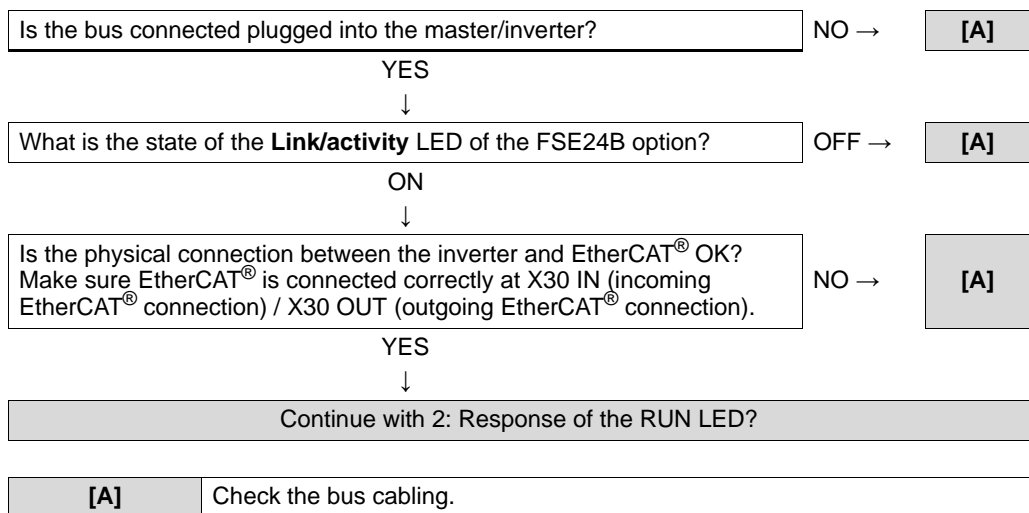 Is the bus connected plugged into the master/inverter? NO → [A]
YES
↓
What is the state of the Link/activity LED of the FSE24B option? OFF → [A]
ON
↓
Is the physical connection between the inverter and EtherCAT® OK?
Make sure EtherCAT® is connected correctly at X30 IN (incoming
EtherCAT® connection) / X30 OUT (outgoing EtherCAT® connection).
NO → [A]
YES
↓
Continue with 2: Response of the RUN LED?
[A] Check the bus cabling.